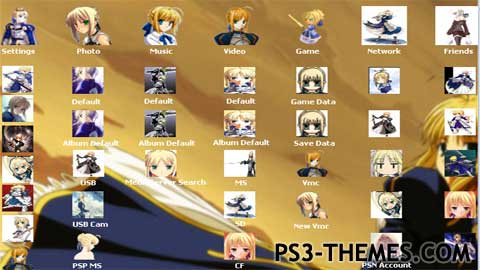 Settings Photo Music Video Game Network Friends
Default Default Default Game Data
Album Default Album Default Album Default Save Data
USB Media Server Search MS Vmc
USB Cam SD New Vmc
PSP MS CF PSN Account
PS3-THEMES.COM